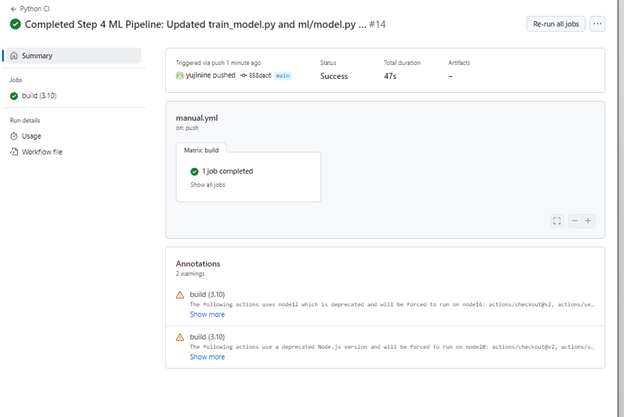 ← Python CI
Completed Step 4 ML Pipeline: Updated train_model.py and ml/model.py ... #14
Re-run all jobs
...
Summary
Jobs
build (3.10)
Run details
Usage
Workflow file
Triggered via push 1 minute ago
yujinine pushed 858dac6 main
Status
Success
Total duration
47s
Artifacts
–
manual.yml
on: push
Matrix: build
1 job completed
Show all jobs
Annotations
2 warnings
build (3.10)
The following actions uses node12 which is deprecated and will be forced to run on node16: actions/checkout@v2, actions/se…
Show more
build (3.10)
The following actions use a deprecated Node.js version and will be forced to run on node20: actions/checkout@v2, actions/s…
Show more